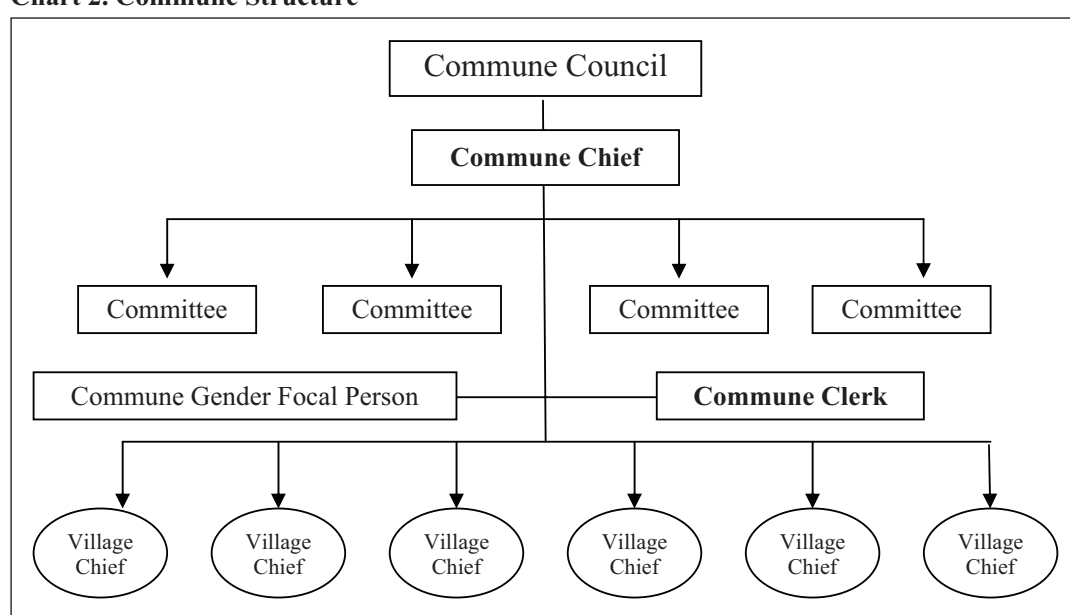 Chart 2: Commune Structure
Commune Council
Commune Chief
Committee
Committee
Committee
Committee
Commune Gender Focal Person
Commune Clerk
Village
Chief
Village
Chief
Village
Chief
Village
Chief
Village
Chief
Village
Chief